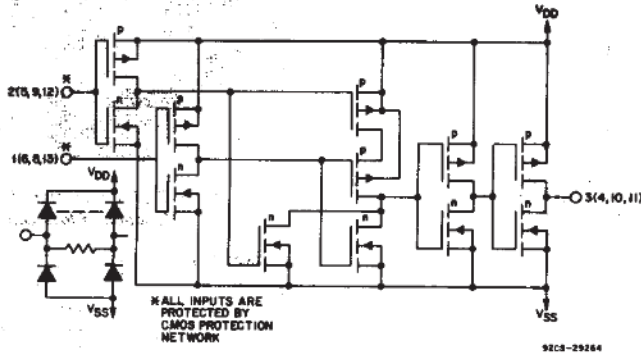 P
VDD
*
2(5,9,12)
n
P
P
P
P
*
1(6,8,13)
P
n
VDD
n
n
3(4,10,11)
n
n
VSS
VSS
*ALL INPUTS ARE
PROTECTED BY
CMOS PROTECTION
NETWORK
92CS-29264